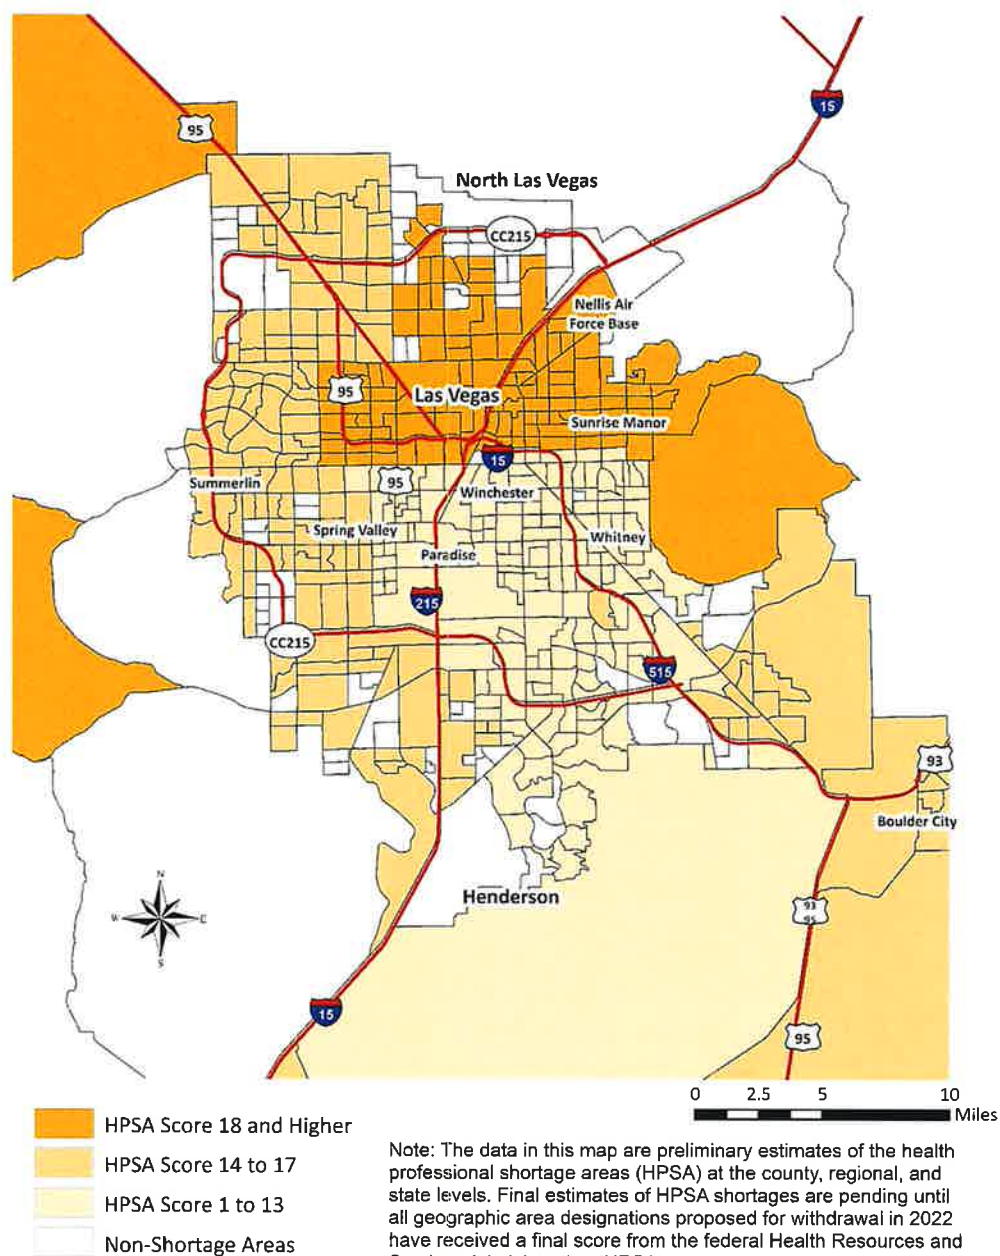 95
15
North Las Vegas
CC215
Nellis Air
Force Base
95
Las Vegas
Sunrise Manor
15
95
Summerlin
Winchester
Spring Valley
Whitney
Paradise
215
CC215
515
93
Boulder City
Henderson
N
W
E
S
93
95
15
95
0 2.5 5 10
Miles
HPSA Score 18 and Higher
HPSA Score 14 to 17
HPSA Score 1 to 13
Non-Shortage Areas
Note: The data in this map are preliminary estimates of the health
professional shortage areas (HPSA) at the county, regional, and
state levels. Final estimates of HPSA shortages are pending until
all geographic area designations proposed for withdrawal in 2022
have received a final score from the federal Health Resources and